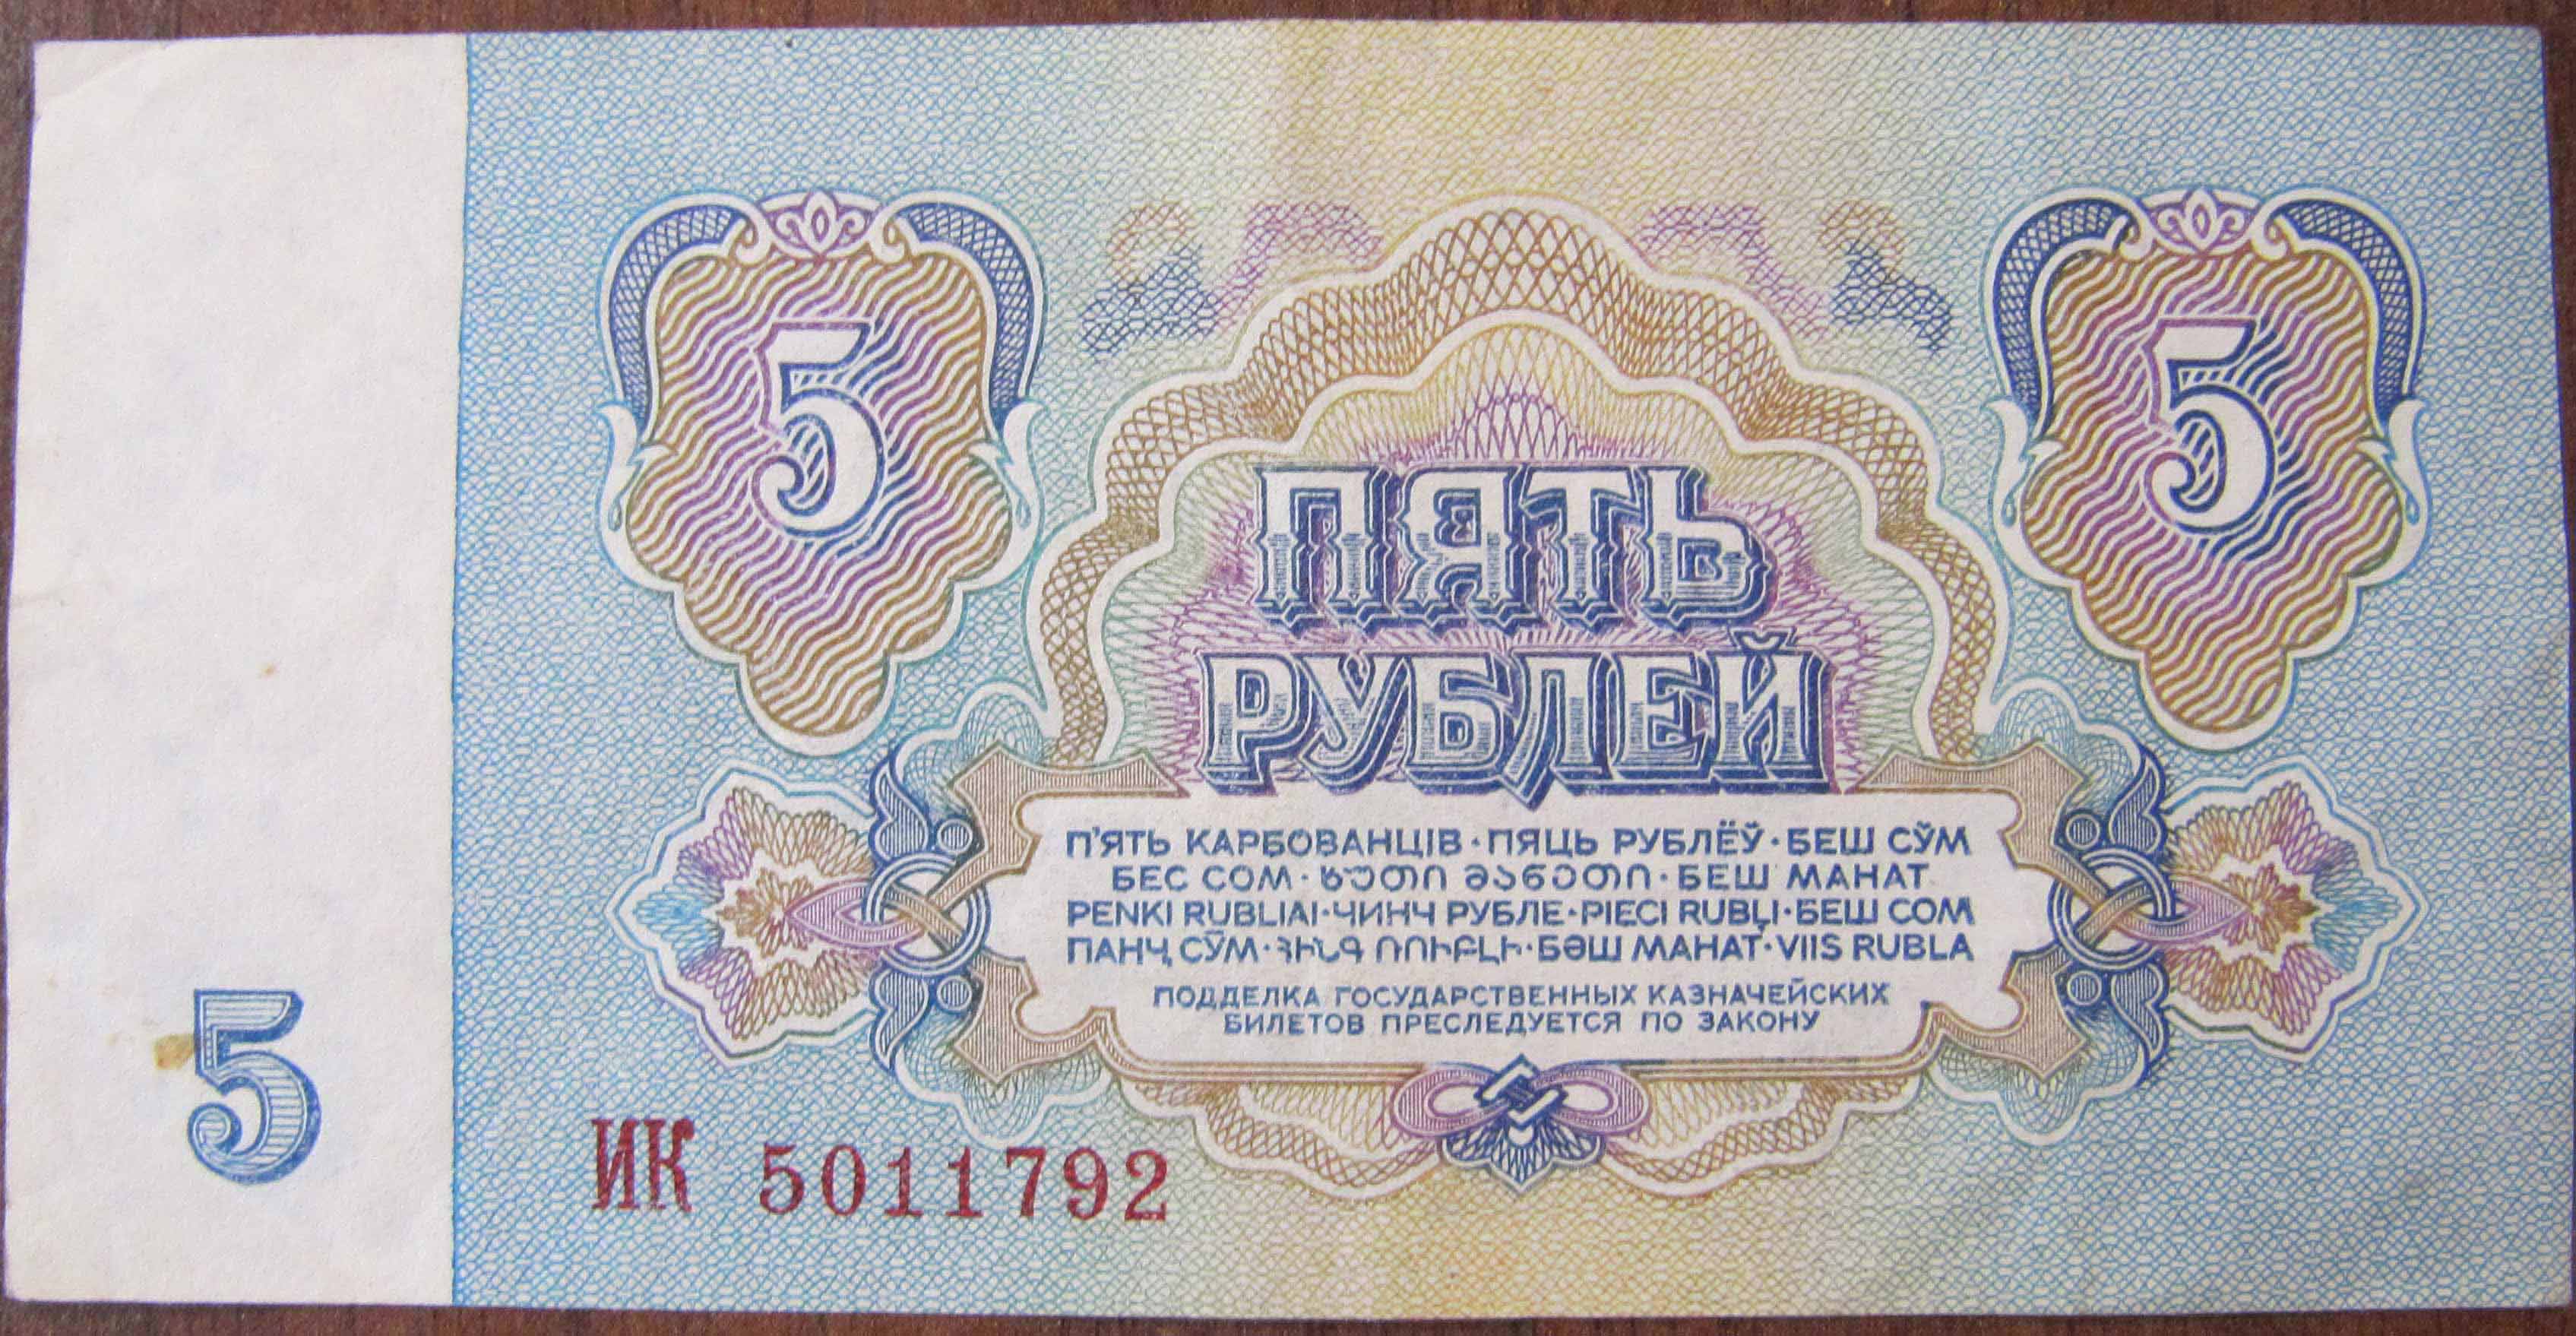 5
5
ПЯТЬ
РУБЛЕЙ
П'ЯТЬ КАРБОВАНЦІВ · ПЯЦЬ РУБЛЁЎ · БЕШ СЎМ
БЕС СОМ · ხუთი მანეთი · БЕШ МАНАТ
PENKI RUBLIAI · ЧИНЧ РУБЛЕ · PIECI RUBĻI · БЕШ СОМ
ПАНҶ СӮМ · ՀԻՆԳ ՌՈՒԲԼԻ · БӘШ МАНАТ · VIIS RUBLA
ПОДДЕЛКА ГОСУДАРСТВЕННЫХ КАЗНАЧЕЙСКИХ
БИЛЕТОВ ПРЕСЛЕДУЕТСЯ ПО ЗАКОНУ
5
ИК 5011792